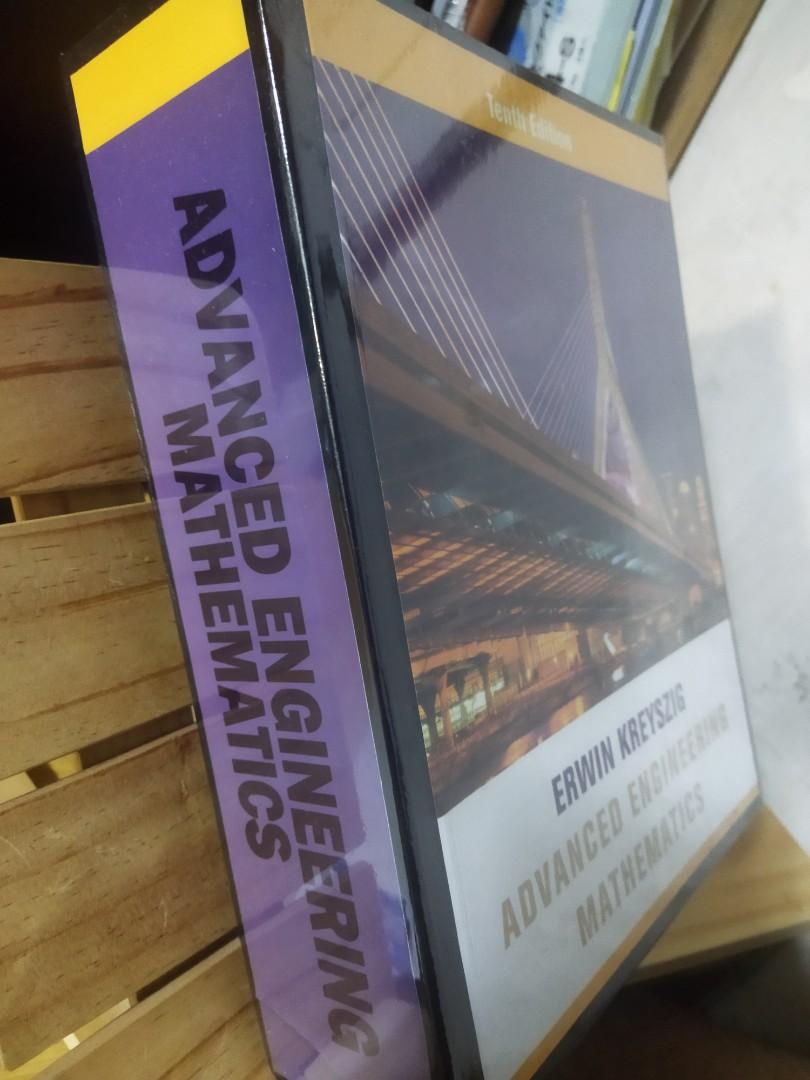 ADVANCED ENGINEERING
MATHEMATICS
Tenth Edition
ERWIN KREYSZIG
ADVANCED ENGINEERING
MATHEMATICS